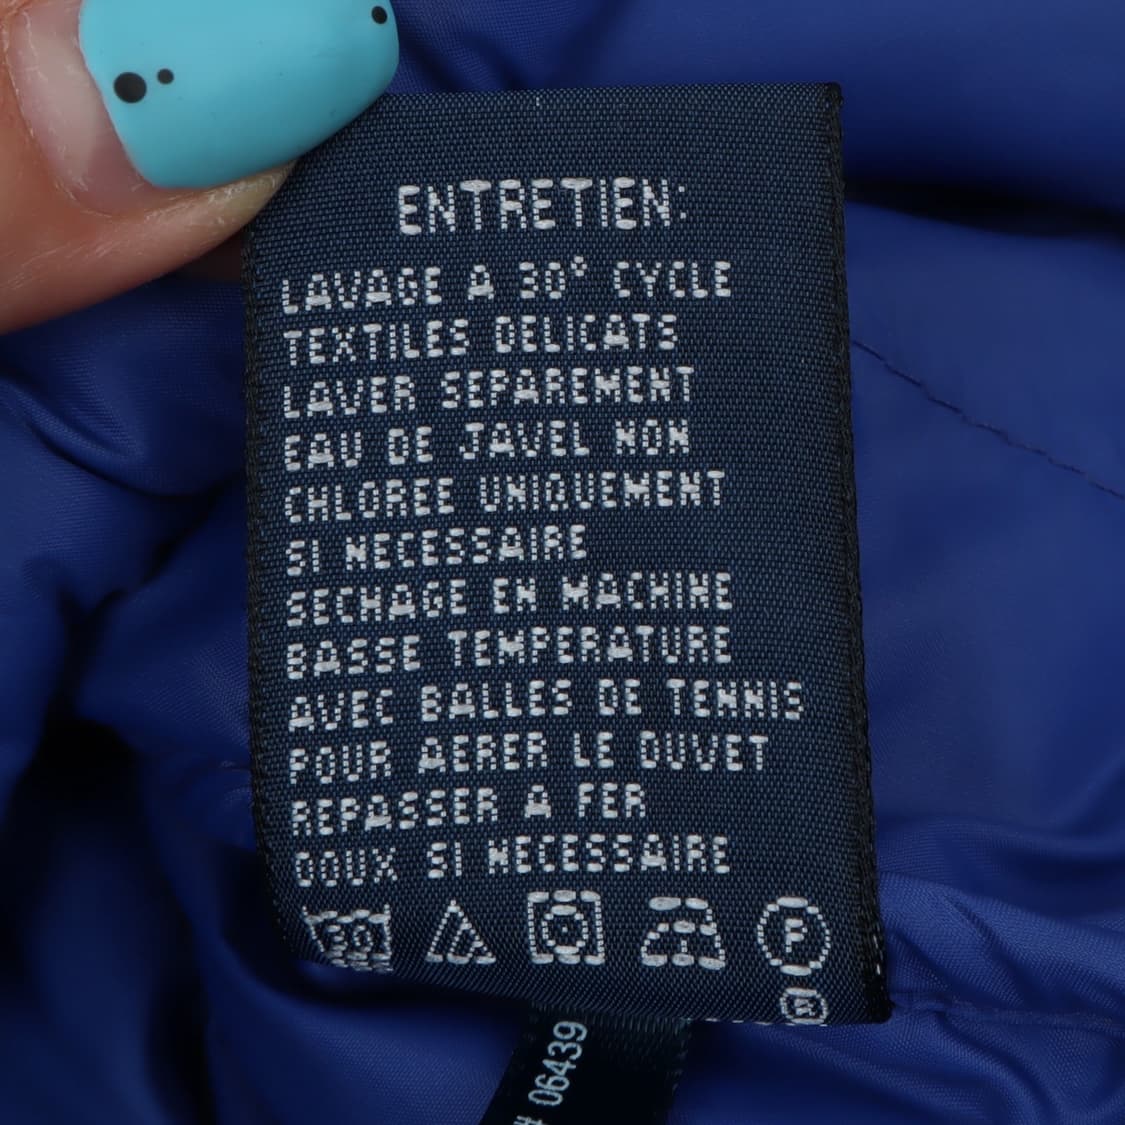 ENTRETIEN:
LAVAGE A 30° CYCLE
TEXTILES DELICATS
LAVER SEPAREMENT
EAU DE JAVEL NON
CHLOREE UNIQUEMENT
SI NECESSAIRE
SECHAGE EN MACHINE
BASSE TEMPERATURE
AVEC BALLES DE TENNIS
POUR AERER LE DUVET
REPASSER A FER
DOUX SI NECESSAIRE
30 P
W
# 06439